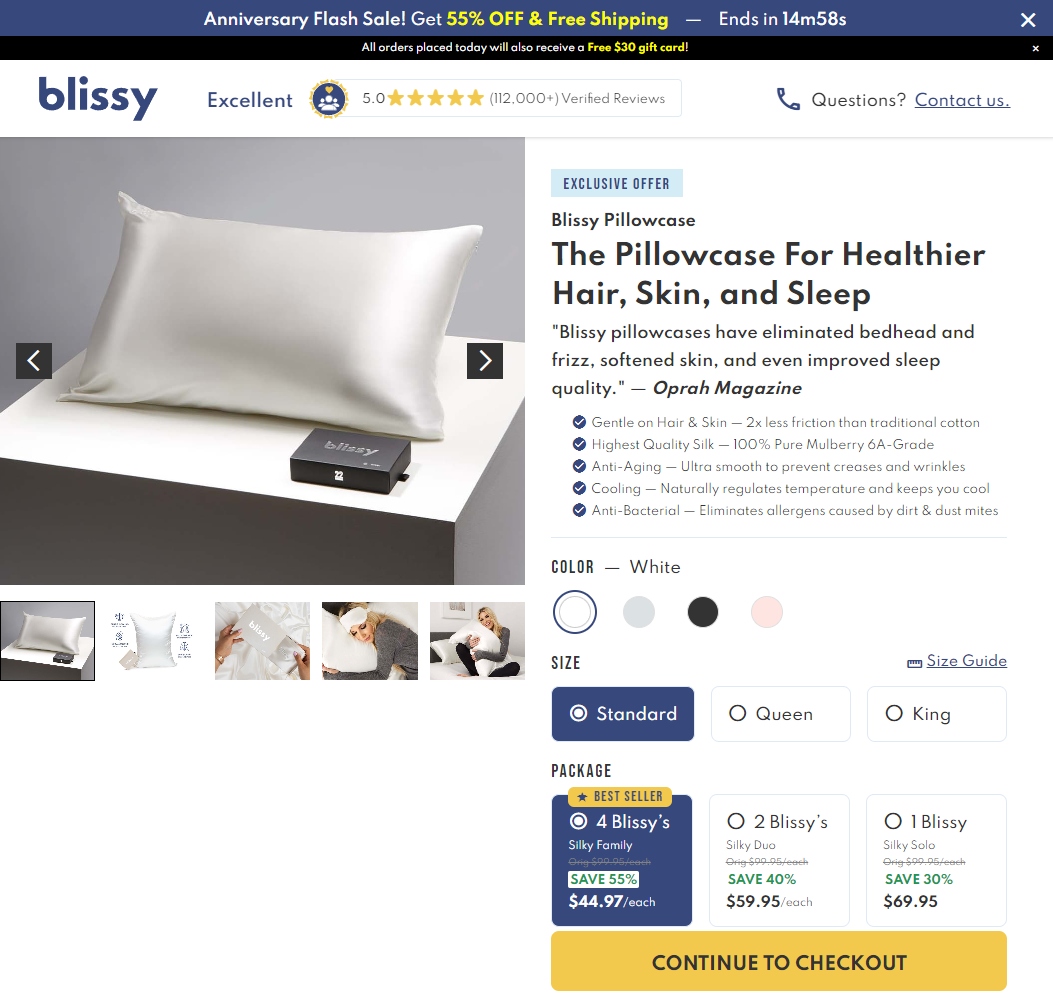 Anniversary Flash Sale! Get 55% OFF & Free Shipping — Ends in 14m58s
All orders placed today will also receive a Free $30 gift card!
blissy
Excellent
5.0 (112,000+) Verified Reviews
Questions? Contact us.
EXCLUSIVE OFFER
Blissy Pillowcase
The Pillowcase For Healthier
Hair, Skin, and Sleep
"Blissy pillowcases have eliminated bedhead and
frizz, softened skin, and even improved sleep
quality." — Oprah Magazine
Gentle on Hair & Skin — 2x less friction than traditional cotton
Highest Quality Silk — 100% Pure Mulberry 6A-Grade
Anti-Aging — Ultra smooth to prevent creases and wrinkles
Cooling — Naturally regulates temperature and keeps you cool
Anti-Bacterial — Eliminates allergens caused by dirt & dust mites
blissy
22
COLOR — White
blissy
SIZE
Size Guide
Standard
Queen
King
PACKAGE
BEST SELLER
4 Blissy's
Silky Family
Orig $99.95/each
SAVE 55%
$44.97/each
2 Blissy's
Silky Duo
Orig $99.95/each
SAVE 40%
$59.95/each
1 Blissy
Silky Solo
Orig $99.95/each
SAVE 30%
$69.95
CONTINUE TO CHECKOUT